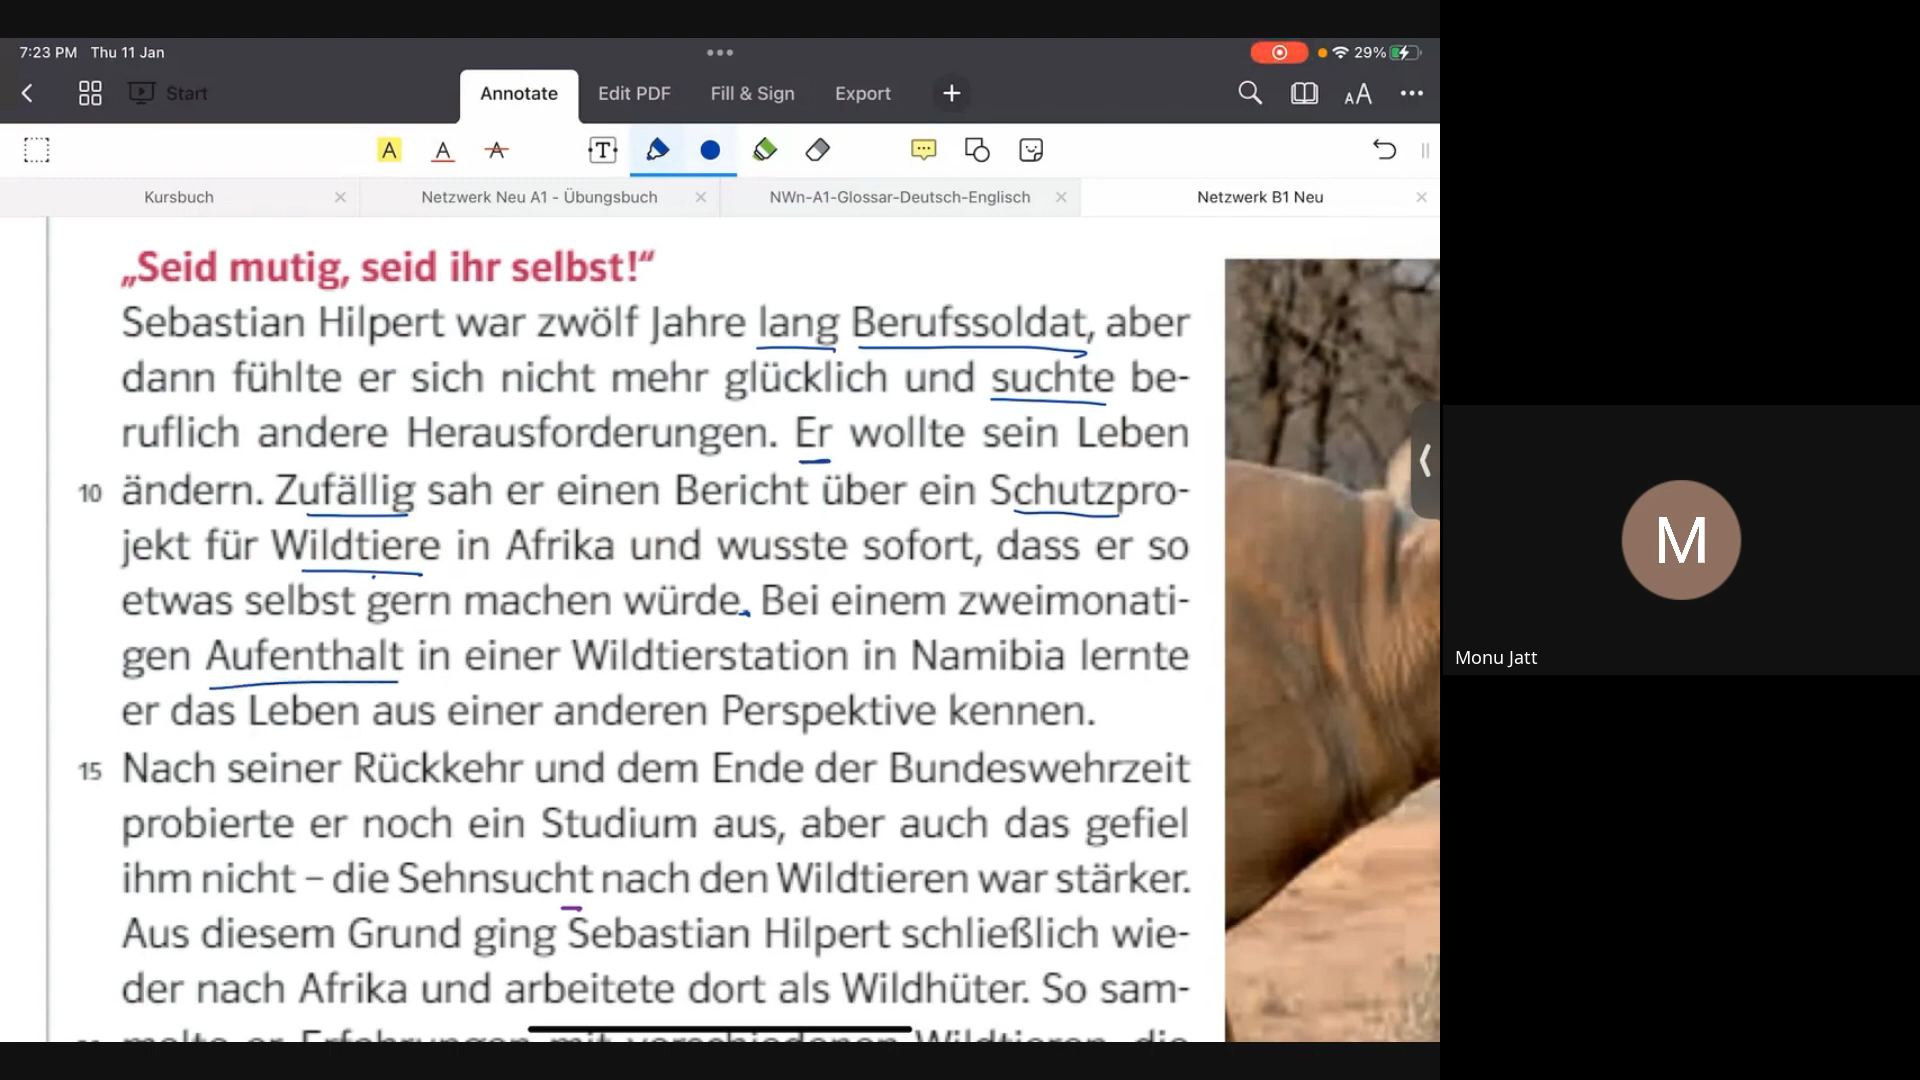 7:23 PM Thu 11 Jan
29%
Start
Annotate
Edit PDF
Fill & Sign
Export
Kursbuch
Netzwerk Neu A1 - Übungsbuch
NWn-A1-Glossar-Deutsch-Englisch
Netzwerk B1 Neu
„Seid mutig, seid ihr selbst!“
Sebastian Hilpert war zwölf Jahre lang Berufssoldat, aber
dann fühlte er sich nicht mehr glücklich und suchte be-
ruflich andere Herausforderungen. Er wollte sein Leben
10 ändern. Zufällig sah er einen Bericht über ein Schutzpro-
jekt für Wildtiere in Afrika und wusste sofort, dass er so
etwas selbst gern machen würde. Bei einem zweimonati-
gen Aufenthalt in einer Wildtierstation in Namibia lernte
er das Leben aus einer anderen Perspektive kennen.
15 Nach seiner Rückkehr und dem Ende der Bundeswehrzeit
probierte er noch ein Studium aus, aber auch das gefiel
ihm nicht – die Sehnsucht nach den Wildtieren war stärker.
Aus diesem Grund ging Sebastian Hilpert schließlich wie-
der nach Afrika und arbeitete dort als Wildhüter. So sam-
melte er Erfahrungen mit verschiedenen Wildtieren, die
M
Monu Jatt